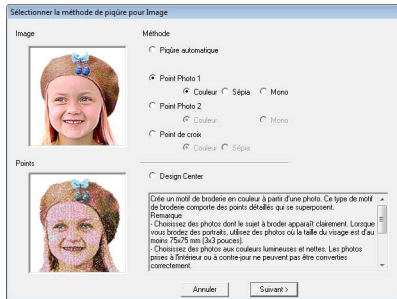 Sélectionner la méthode de piqûre pour Image
Image
Méthode
Piqûre automatique
Point Photo 1
Couleur Sépia Mono
Point Photo 2
Couleur Mono
Point de croix
Couleur Sépia
Points
Design Center
Crée un motif de broderie en couleur à partir d'une photo. Ce type de motif
de broderie comporte des points détaillés qui se superposent.
Remarque
- Choisissez des photos dont le sujet à broder apparaît clairement. Lorsque
vous brodez des portraits, utilisez des photos où la taille du visage est d'au
moins 75x75 mm (3x3 pouces).
- Choisissez des photos aux couleurs lumineuses et nettes. Les photos
prises à l'intérieur ou à contre-jour ne peuvent pas être converties
correctement.
Annuler Suivant >